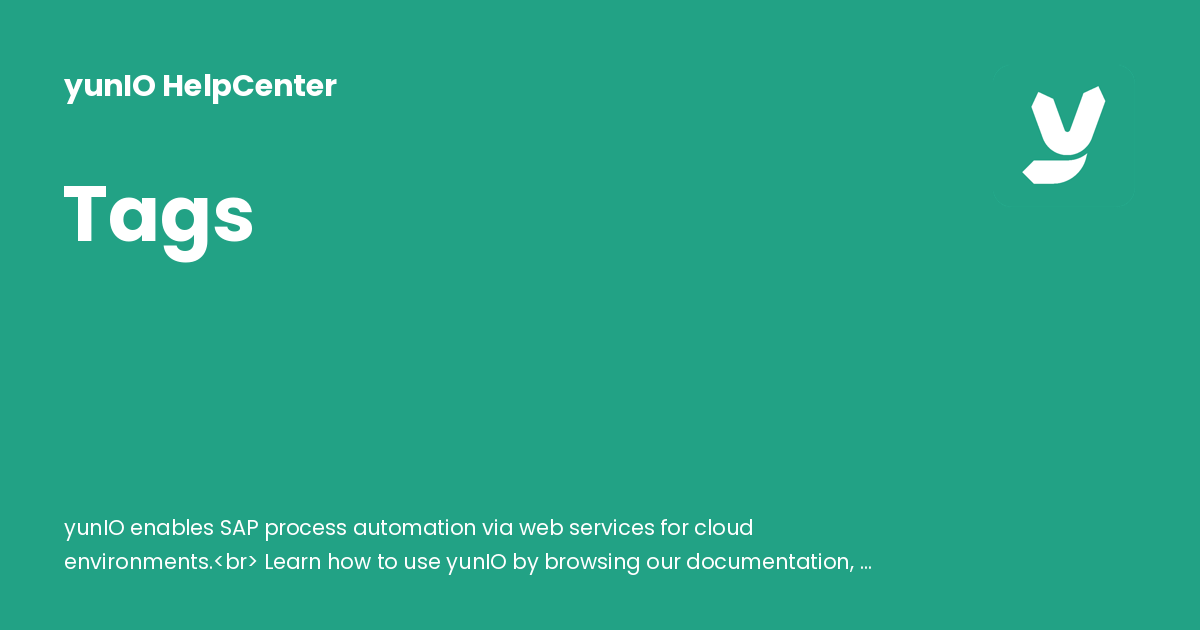 yunIO HelpCenter
Tags
yunIO enables SAP process automation via web services for cloud
environments.<br> Learn how to use yunIO by browsing our documentation, ...